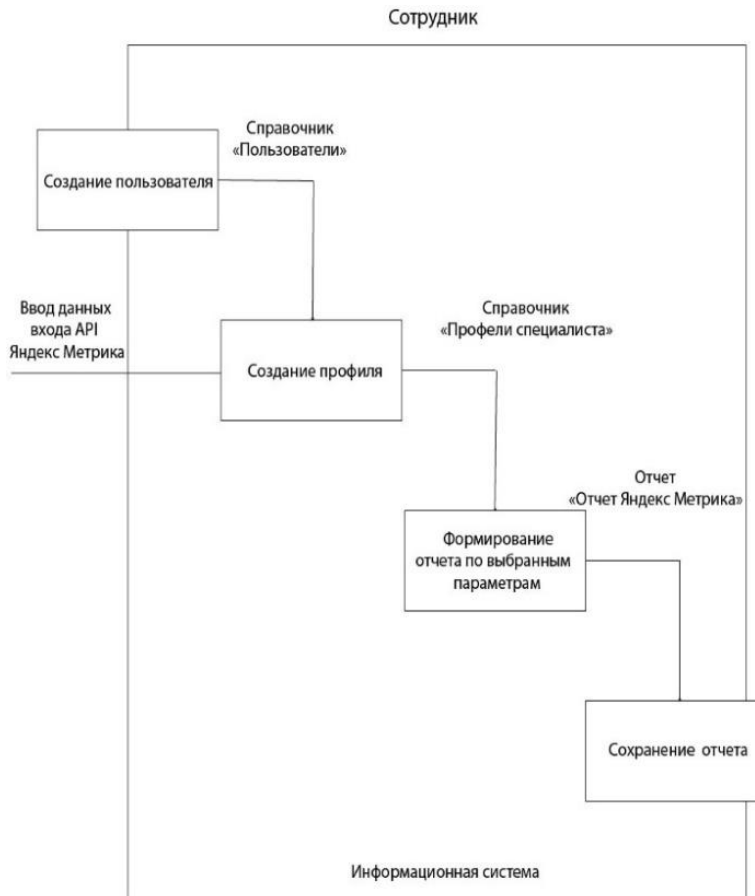 Сотрудник
Справочник
«Пользователи»
Создание пользователя
Ввод данных
входа API
Яндекс Метрика
Справочник
«Профели специалиста»
Создание профиля
Отчет
«Отчет Яндекс Метрика»
Формирование
отчета по выбранным
параметрам
Сохранение отчета
Информационная система